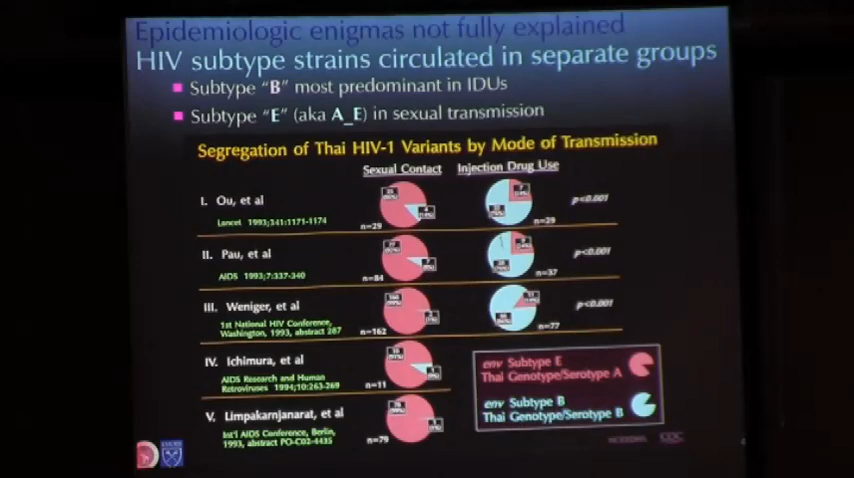 Epidemiologic enigmas not fully explained
HIV subtype strains circulated in separate groups
Subtype “B” most predominant in IDUs
Subtype “E” (aka A_E) in sexual transmission
Segregation of Thai HIV-1 Variants by Mode of Transmission
Sexual Contact Injection Drug Use
I. Ou, et al
Lancet 1993;341:1171-1174
n=29
n=29
p<0.001
II. Pau, et al
AIDS 1993;7:337-340
n=84
n=37
p<0.001
III. Weniger, et al
1st National HIV Conference,
Washington, 1993, abstract 287
n=162
n=77
p<0.001
IV. Ichimura, et al
AIDS Research and Human
Retroviruses 1994;10:263-269
n=11
V. Limpakarnjanarat, et al
Int'l AIDS Conference, Berlin,
1993, abstract PO-C02-4435
n=79
env Subtype E
Thai Genotype/Serotype A
env Subtype B
Thai Genotype/Serotype B
CDC